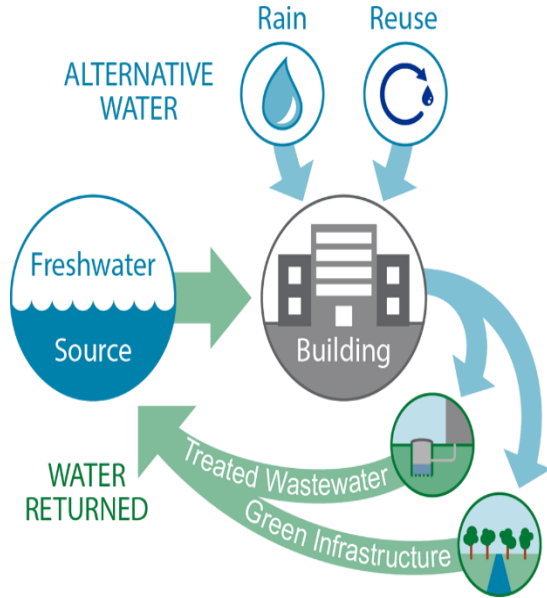 Rain
Reuse
ALTERNATIVE
WATER
Freshwater
Source
Building
Treated Wastewater
WATER
RETURNED
Green Infrastructure